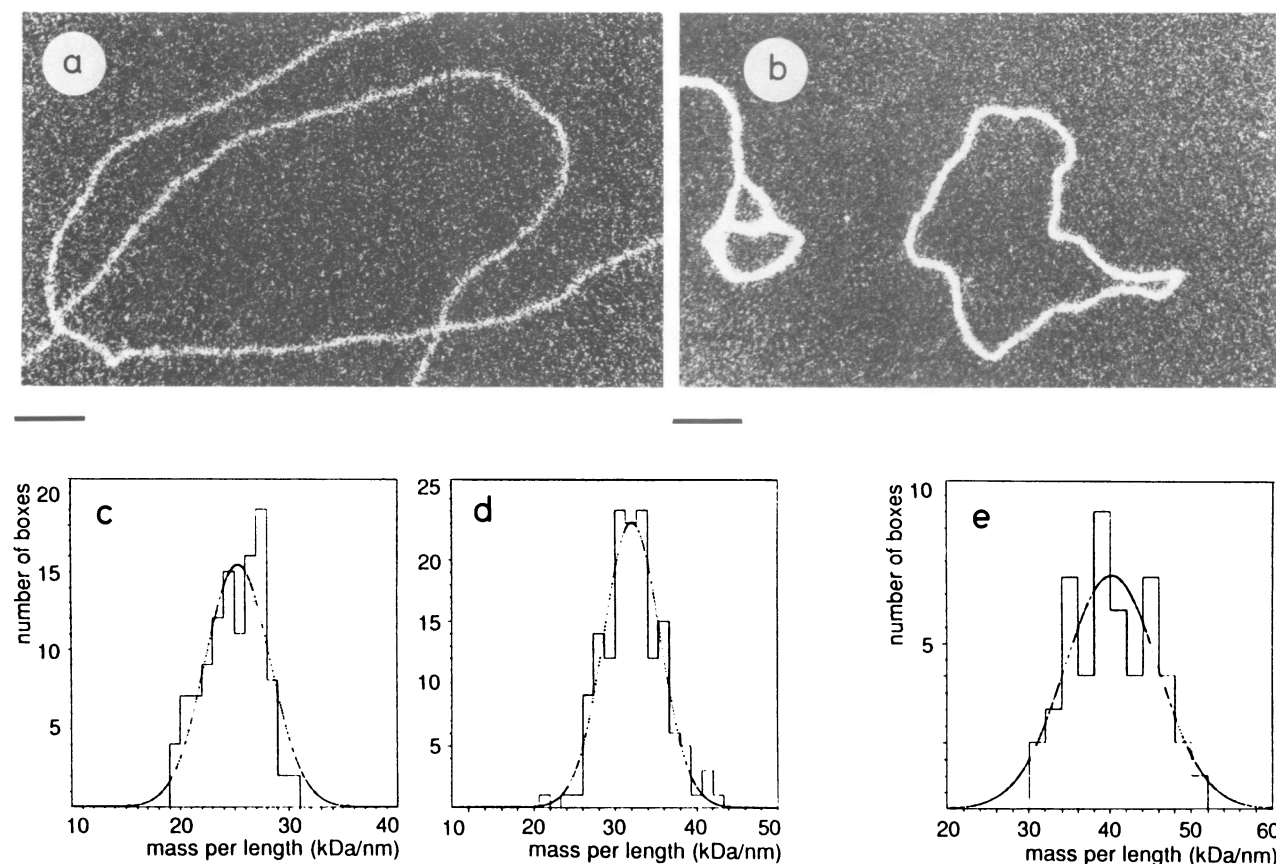 a
b
number of boxes
20
15
10
5
c
10 20 30 40
mass per length (kDa/nm)
25
20
15
10
5
d
10 20 30 40 50
mass per length (kDa/nm)
number of boxes
10
5
e
20 30 40 50 60
mass per length (kDa/nm)